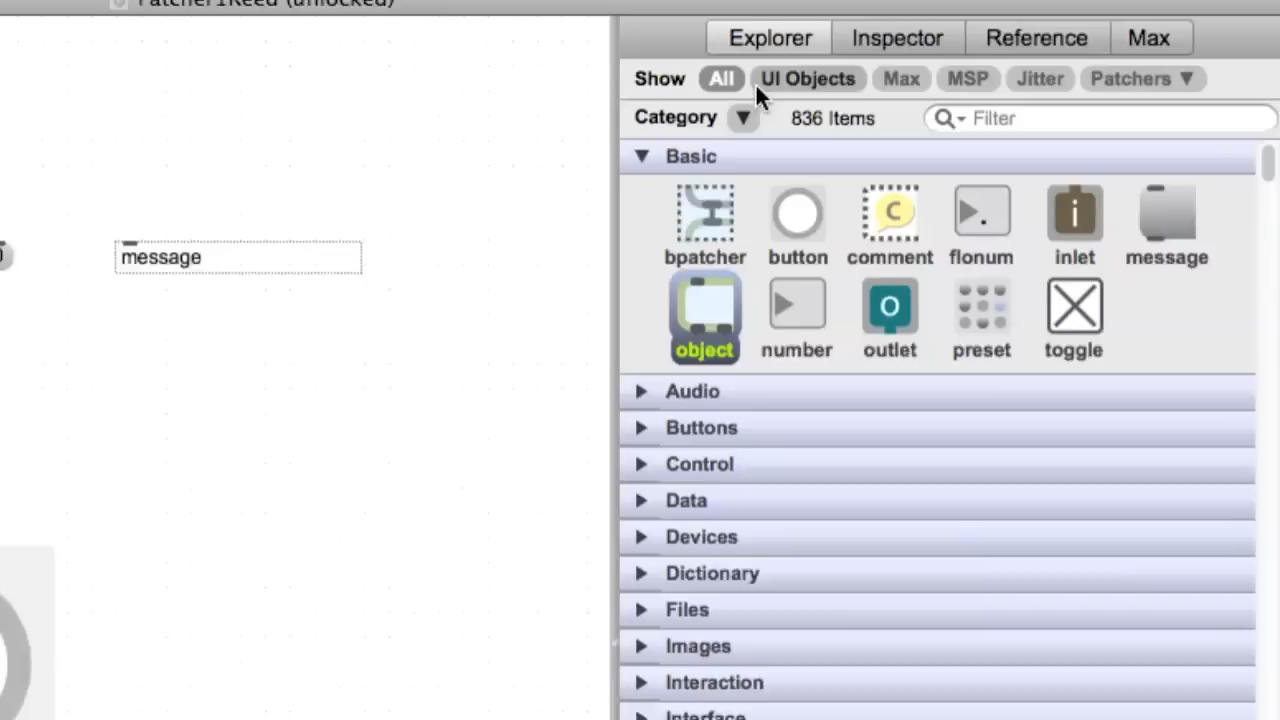 Explorer Inspector Reference Max
Show All UI Objects Max MSP Jitter Patchers ▼
Category ▼ 836 Items Filter
Basic
bpatcher button comment flonum inlet message
object number outlet preset toggle
message
Audio
Buttons
Control
Data
Devices
Dictionary
Files
Images
Interaction
Interface